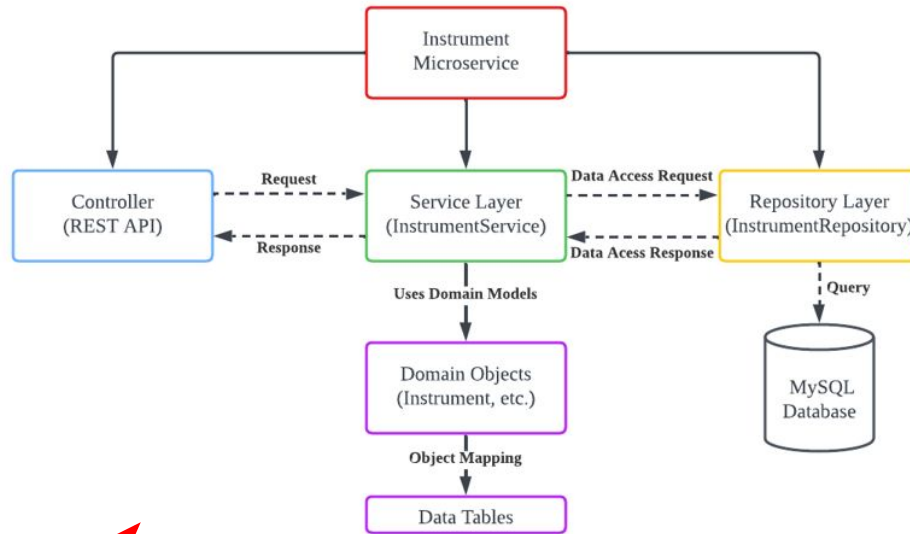 Instrument
Microservice
Controller
(REST API)
Request
Response
Service Layer
(InstrumentService)
Data Access Request
Data Acess Response
Repository Layer
(InstrumentRepository)
Uses Domain Models
Query
Domain Objects
(Instrument, etc.)
MySQL
Database
Object Mapping
Data Tables